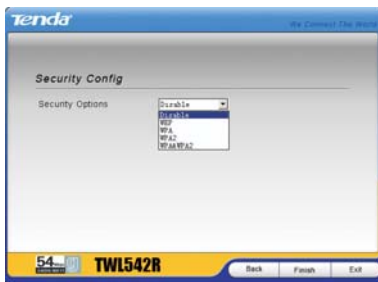 Tenda
We Connect The World
Security Config
Security Options
Disable
Disable
WEP
WPA
WPA2
WPA&WPA2
54
TWL542R
Back
Finish
Exit